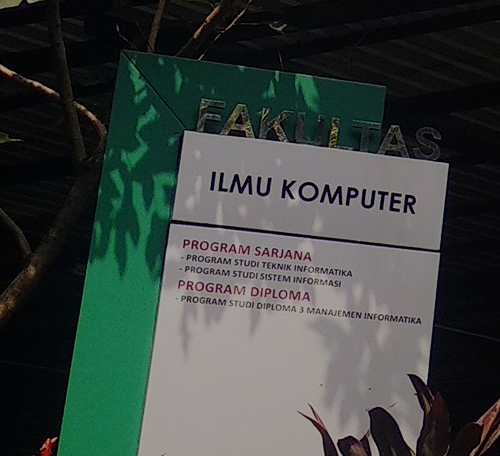 FAKULTAS
ILMU KOMPUTER
PROGRAM SARJANA
- PROGRAM STUDI TEKNIK INFORMATIKA
- PROGRAM STUDI SISTEM INFORMASI
PROGRAM DIPLOMA
- PROGRAM STUDI DIPLOMA 3 MANAJEMEN INFORMATIKA